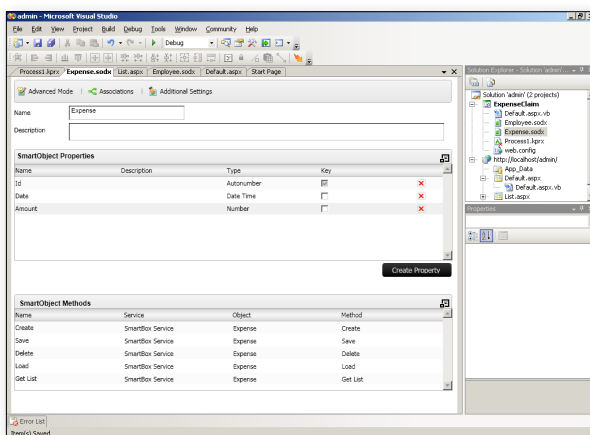 admin - Microsoft Visual Studio
File Edit View Project Build Debug Tools Window Community Help
Debug
Process1.kprx Expense.sodx List.aspx Employee.sodx Default.aspx Start Page
Advanced Mode Associations Additional Settings
Name Expense
Description
SmartObject Properties
Name Description Type Key
Id Autonumber
Date Date Time
Amount Number
Create Property
SmartObject Methods
Name Service Object Method
Create SmartBox Service Expense Create
Save SmartBox Service Expense Save
Delete SmartBox Service Expense Delete
Load SmartBox Service Expense Load
Get List SmartBox Service Expense Get List
Error List
Item(s) Saved
Solution Explorer - Solution 'admin'...
Solution 'admin' (2 projects)
ExpenseClaim
Default.aspx.vb
Employee.sodx
Expense.sodx
Process1.kprx
web.config
http://localhost/admin/
App_Data
Default.aspx
Default.aspx.vb
List.aspx
Properties